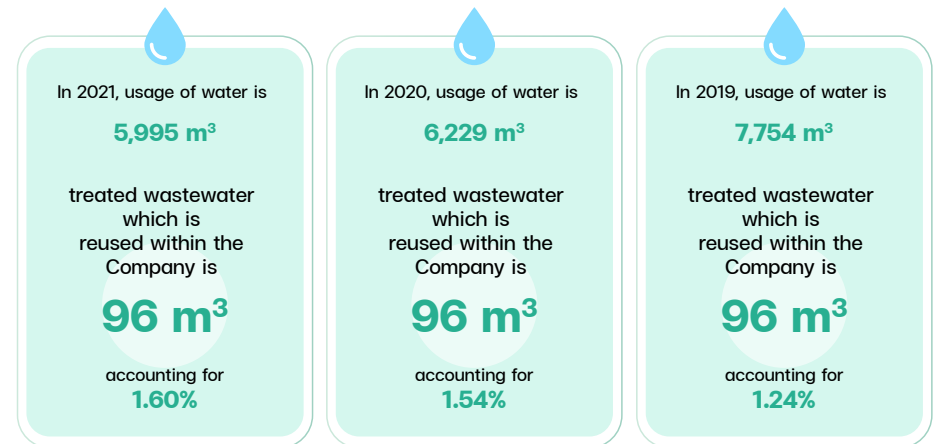 In 2021, usage of water is
5,995 m³
treated wastewater
which is
reused within the
Company is
96 m³
accounting for
1.60%
In 2020, usage of water is
6,229 m³
treated wastewater
which is
reused within the
Company is
96 m³
accounting for
1.54%
In 2019, usage of water is
7,754 m³
treated wastewater
which is
reused within the
Company is
96 m³
accounting for
1.24%